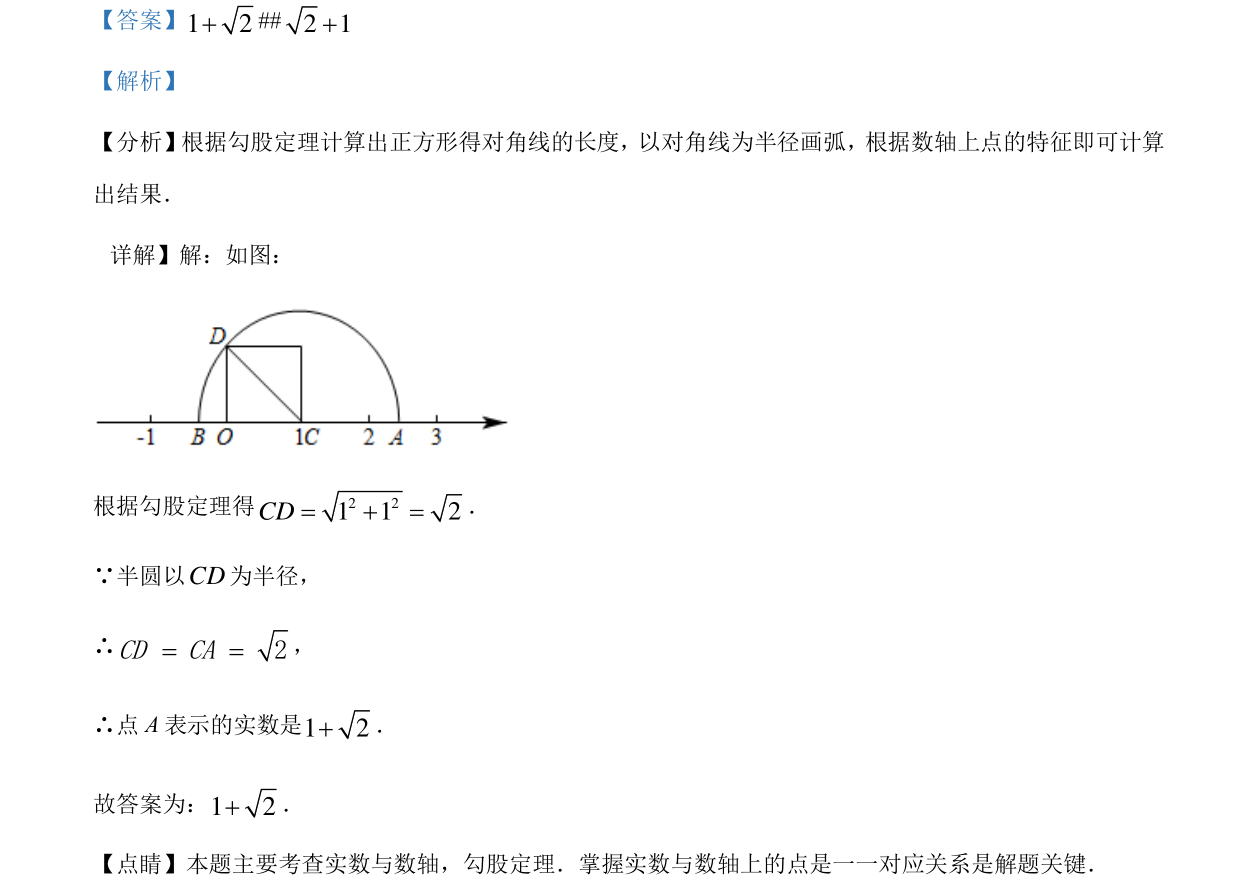 【答案】1+√2##√2+1
【解析】
【分析】根据勾股定理计算出正方形得对角线的长度，以对角线为半径画弧，根据数轴上点的特征即可计算
出结果．
详解】解：如图：
D
-1 B O 1C 2 A 3
根据勾股定理得CD=√(1²+1²)=√2．
∵半圆以CD为半径，
∴CD = CA = √2，
∴点A表示的实数是1+√2．
故答案为：1+√2．
【点睛】本题主要考查实数与数轴，勾股定理．掌握实数与数轴上的点是一一对应关系是解题关键．